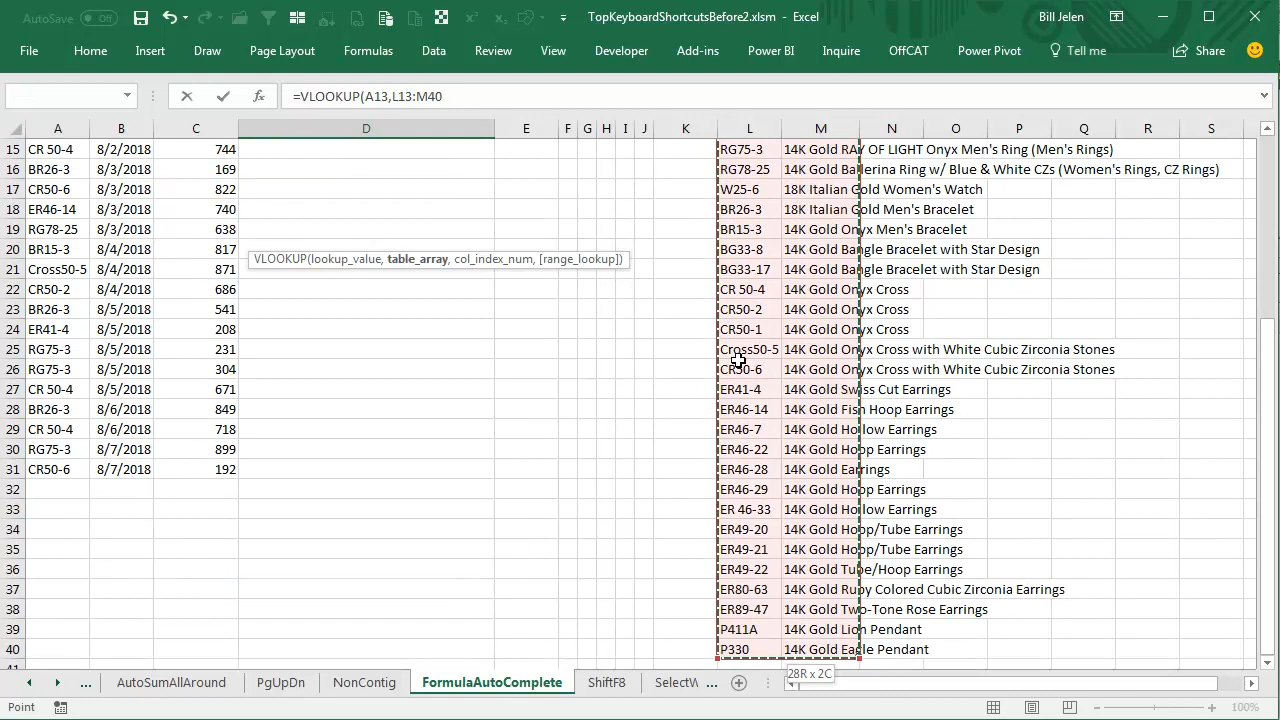 AutoSave Off TopKeyboardShortcutsBefore2.xlsm - Excel Bill Jelen
File Home Insert Draw Page Layout Formulas Data Review View Developer Add-ins Power BI Inquire OffCAT Power Pivot Tell me Share
fx =VLOOKUP(A13,L13:M40
A B C D E F G H I J K L M N O P Q R S
15 CR 50-4 8/2/2018 744 RG75-3 14K Gold RAY OF LIGHT Onyx Men's Ring (Men's Rings)
16 BR26-3 8/3/2018 169 RG78-25 14K Gold Ballerina Ring w/ Blue & White CZs (Women's Rings, CZ Rings)
17 CR50-6 8/3/2018 822 W25-6 18K Italian Gold Women's Watch
18 ER46-14 8/3/2018 740 BR26-3 18K Italian Gold Men's Bracelet
19 RG78-25 8/3/2018 638 BR15-3 14K Gold Onyx Men's Bracelet
20 BR15-3 8/4/2018 817 BG33-8 14K Gold Bangle Bracelet with Star Design
VLOOKUP(lookup_value, table_array, col_index_num, [range_lookup])
21 Cross50-5 8/4/2018 871 BG33-17 14K Gold Bangle Bracelet with Star Design
22 CR50-2 8/4/2018 686 CR 50-4 14K Gold Onyx Cross
23 BR26-3 8/5/2018 541 CR50-2 14K Gold Onyx Cross
24 ER41-4 8/5/2018 208 CR50-1 14K Gold Onyx Cross
25 RG75-3 8/5/2018 231 Cross50-5 14K Gold Onyx Cross with White Cubic Zirconia Stones
26 RG75-3 8/5/2018 304 CR50-6 14K Gold Onyx Cross with White Cubic Zirconia Stones
27 CR 50-4 8/6/2018 671 ER41-4 14K Gold Swiss Cut Earrings
28 BR26-3 8/6/2018 849 ER46-14 14K Gold Fish Hoop Earrings
29 CR 50-4 8/6/2018 718 ER46-7 14K Gold Hollow Earrings
30 RG75-3 8/7/2018 899 ER46-22 14K Gold Hoop Earrings
31 CR50-6 8/7/2018 192 ER46-28 14K Gold Earrings
32 ER46-29 14K Gold Hoop Earrings
33 ER 46-33 14K Gold Hollow Earrings
34 ER49-20 14K Gold Hoop/Tube Earrings
35 ER49-21 14K Gold Hoop/Tube Earrings
36 ER49-22 14K Gold Tube/Hoop Earrings
37 ER80-63 14K Gold Ruby Colored Cubic Zirconia Earrings
38 ER89-47 14K Gold Two-Tone Rose Earrings
39 P411A 14K Gold Lion Pendant
40 P330 14K Gold Eagle Pendant
41
28R x 2C
AutoSumAllAround PgUpDn NonContig FormulaAutoComplete ShiftF8 SelectW ...
Point 100%